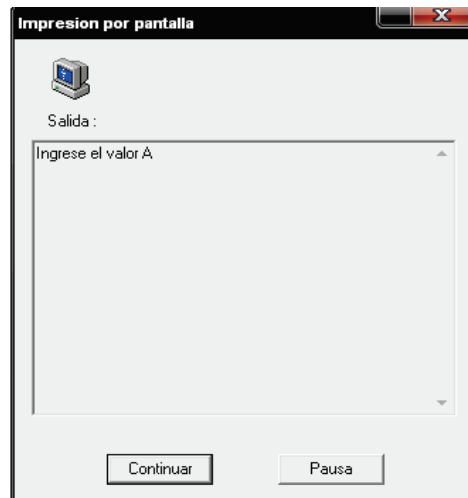 Impresion por pantalla
Salida :
Ingrese el valor A
Continuar Pausa